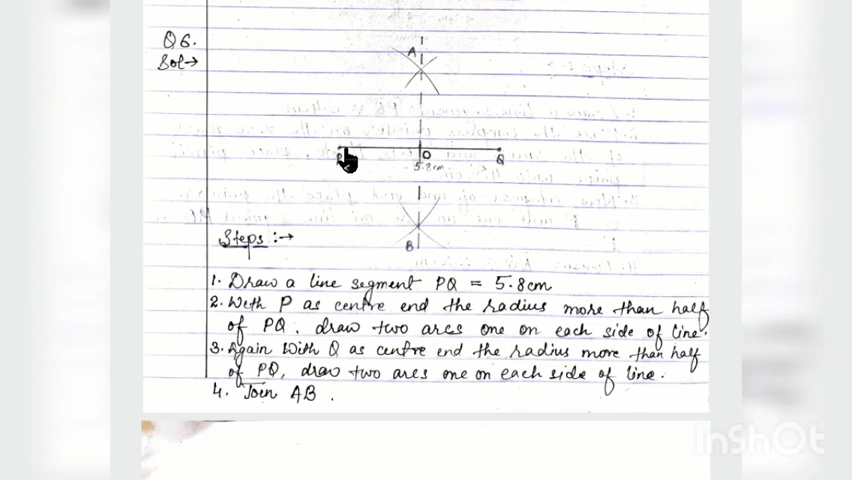 Q6.
Sol→
A
P
O
Q
5.8cm
B
Steps :→
1. Draw a line segment PQ = 5.8cm
2. With P as centre end the radius more than half
of PQ, draw two arcs one on each side of line.
3. Again With Q as centre end the radius more than half
of PQ, draw two arcs one on each side of line.
4. Join AB.
InShOt